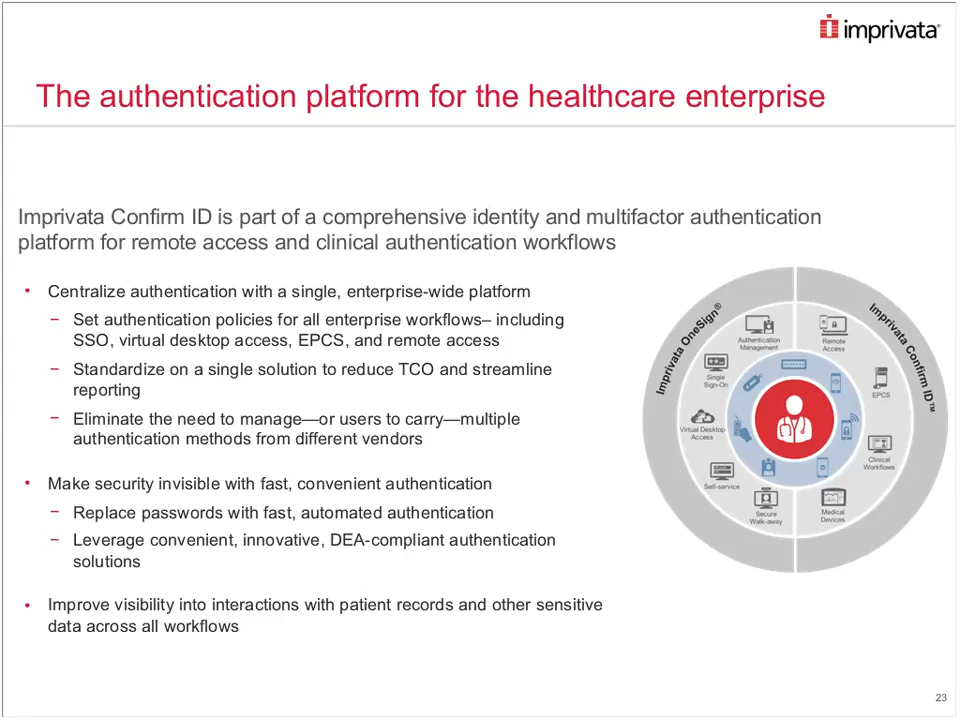 imprivata®
The authentication platform for the healthcare enterprise
Imprivata Confirm ID is part of a comprehensive identity and multifactor authentication
platform for remote access and clinical authentication workflows
• Centralize authentication with a single, enterprise-wide platform
– Set authentication policies for all enterprise workflows– including
SSO, virtual desktop access, EPCS, and remote access
– Standardize on a single solution to reduce TCO and streamline
reporting
– Eliminate the need to manage—or users to carry—multiple
authentication methods from different vendors
• Make security invisible with fast, convenient authentication
– Replace passwords with fast, automated authentication
– Leverage convenient, innovative, DEA-compliant authentication
solutions
• Improve visibility into interactions with patient records and other sensitive
data across all workflows
Imprivata OneSign®
Authentication
Management
Single
Sign-On
Virtual Desktop
Access
Self-service
Secure
Walk-away
Imprivata Confirm ID™
Remote
Access
EPCS
Clinical
Workflows
Medical
Devices
23